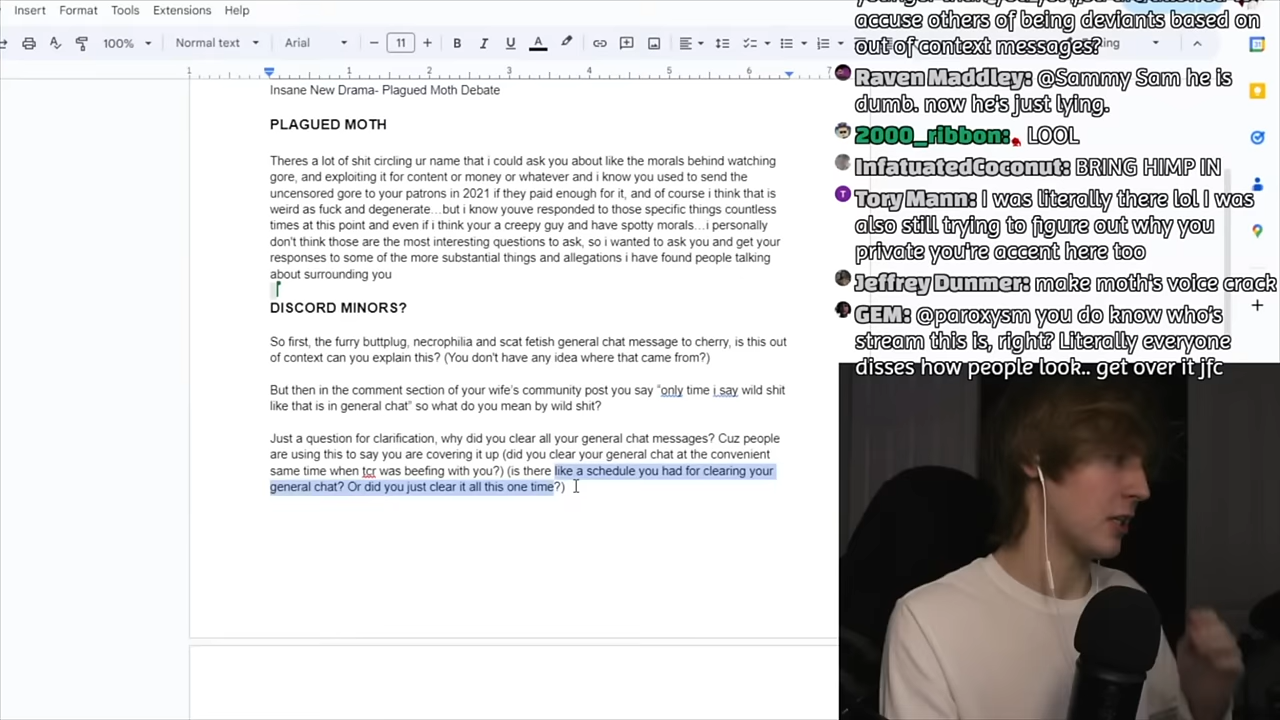 Insert Format Tools Extensions Help
100% Normal text Arial 11 B I U A
1 1 2 3 4 5 6 7
Insane New Drama- Plagued Moth Debate
PLAGUED MOTH
Theres a lot of shit circling ur name that i could ask you about like the morals behind watching
gore, and exploiting it for content or money or whatever and i know you used to send the
uncensored gore to your patrons in 2021 if they paid enough for it, and of course i think that is
weird as fuck and degenerate…but i know youve responded to those specific things countless
times at this point and even if i think your a creepy guy and have spotty morals…i personally
don't think those are the most interesting questions to ask, so i wanted to ask you and get your
responses to some of the more substantial things and allegations i have found people talking
about surrounding you
DISCORD MINORS?
So first, the furry buttplug, necrophilia and scat fetish general chat message to cherry, is this out
of context can you explain this? (You don't have any idea where that came from?)
But then in the comment section of your wife's community post you say "only time i say wild shit
like that is in general chat" so what do you mean by wild shit?
Just a question for clarification, why did you clear all your general chat messages? Cuz people
are using this to say you are covering it up (did you clear your general chat at the convenient
same time when tcr was beefing with you?) (is there like a schedule you had for clearing your
general chat? Or did you just clear it all this one time?)
accuse others of being deviants based on
out of context messages?
Raven Maddley: @Sammy Sam he is
dumb. now he's just lying.
2000_ribbon: LOOL
InfatuatedCoconut: BRING HIMP IN
Tory Mann: I was literally there lol I was
also still trying to figure out why you
private you're accent here too
Jeffrey Dunmer: make moth's voice crack
GEM: @paroxysm you do know who's
stream this is, right? Literally everyone
disses how people look.. get over it jfc